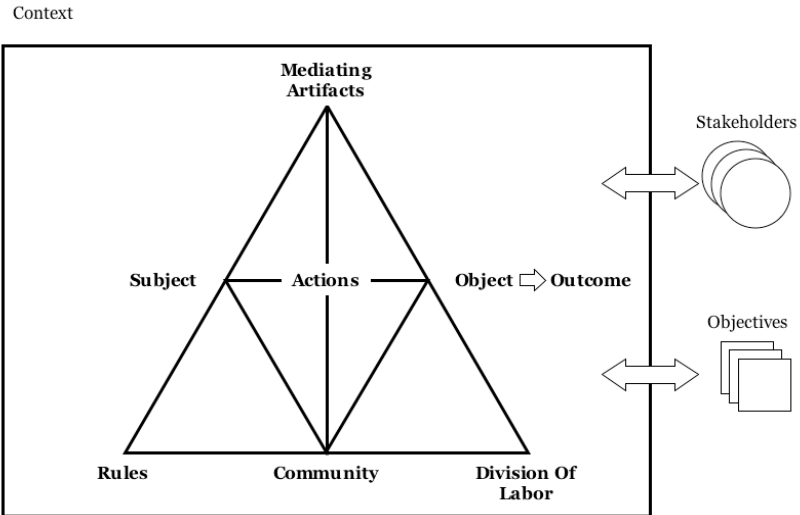 Context
Mediating
Artifacts
Stakeholders
Subject
Actions
Object
Outcome
Objectives
Rules
Community
Division Of
Labor